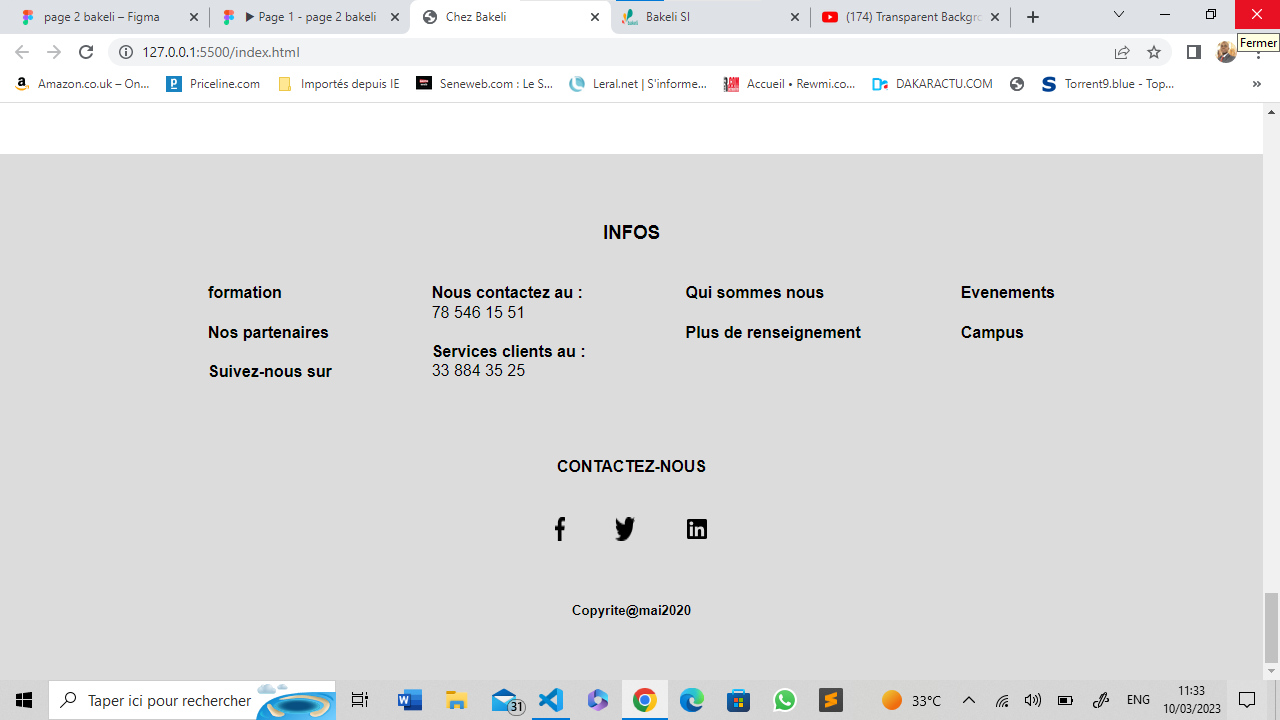 page 2 bakeli – Figma
▶ Page 1 - page 2 bakeli
Chez Bakeli
Bakeli SI
(174) Transparent Backgro
Fermer
127.0.0.1:5500/index.html
Amazon.co.uk – On...
Priceline.com
Importés depuis IE
Seneweb.com : Le S...
Leral.net | S'informe...
Accueil • Rewmi.co...
DAKARACTU.COM
Torrent9.blue - Top...
»
INFOS
formation
Nous contactez au :
78 546 15 51
Qui sommes nous
Evenements
Nos partenaires
Plus de renseignement
Campus
Services clients au :
33 884 35 25
Suivez-nous sur
CONTACTEZ-NOUS
Copyrite@mai2020
Taper ici pour rechercher
31
33°C
ENG
11:33
10/03/2023